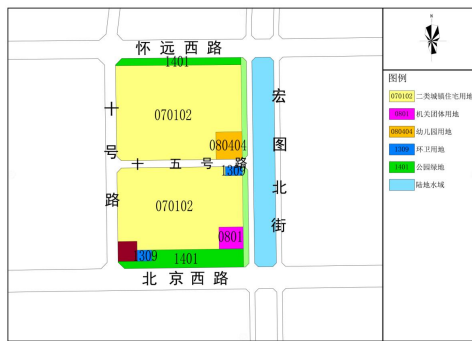 怀远西路
1401
070102
十号路
宏图北街
080404
十五号路
1309
070102
0801
1309
1401
北京西路
图例
070102 二类城镇住宅用地
0801 机关团体用地
080404 幼儿园用地
1309 环卫用地
1401 公园绿地
陆地水域